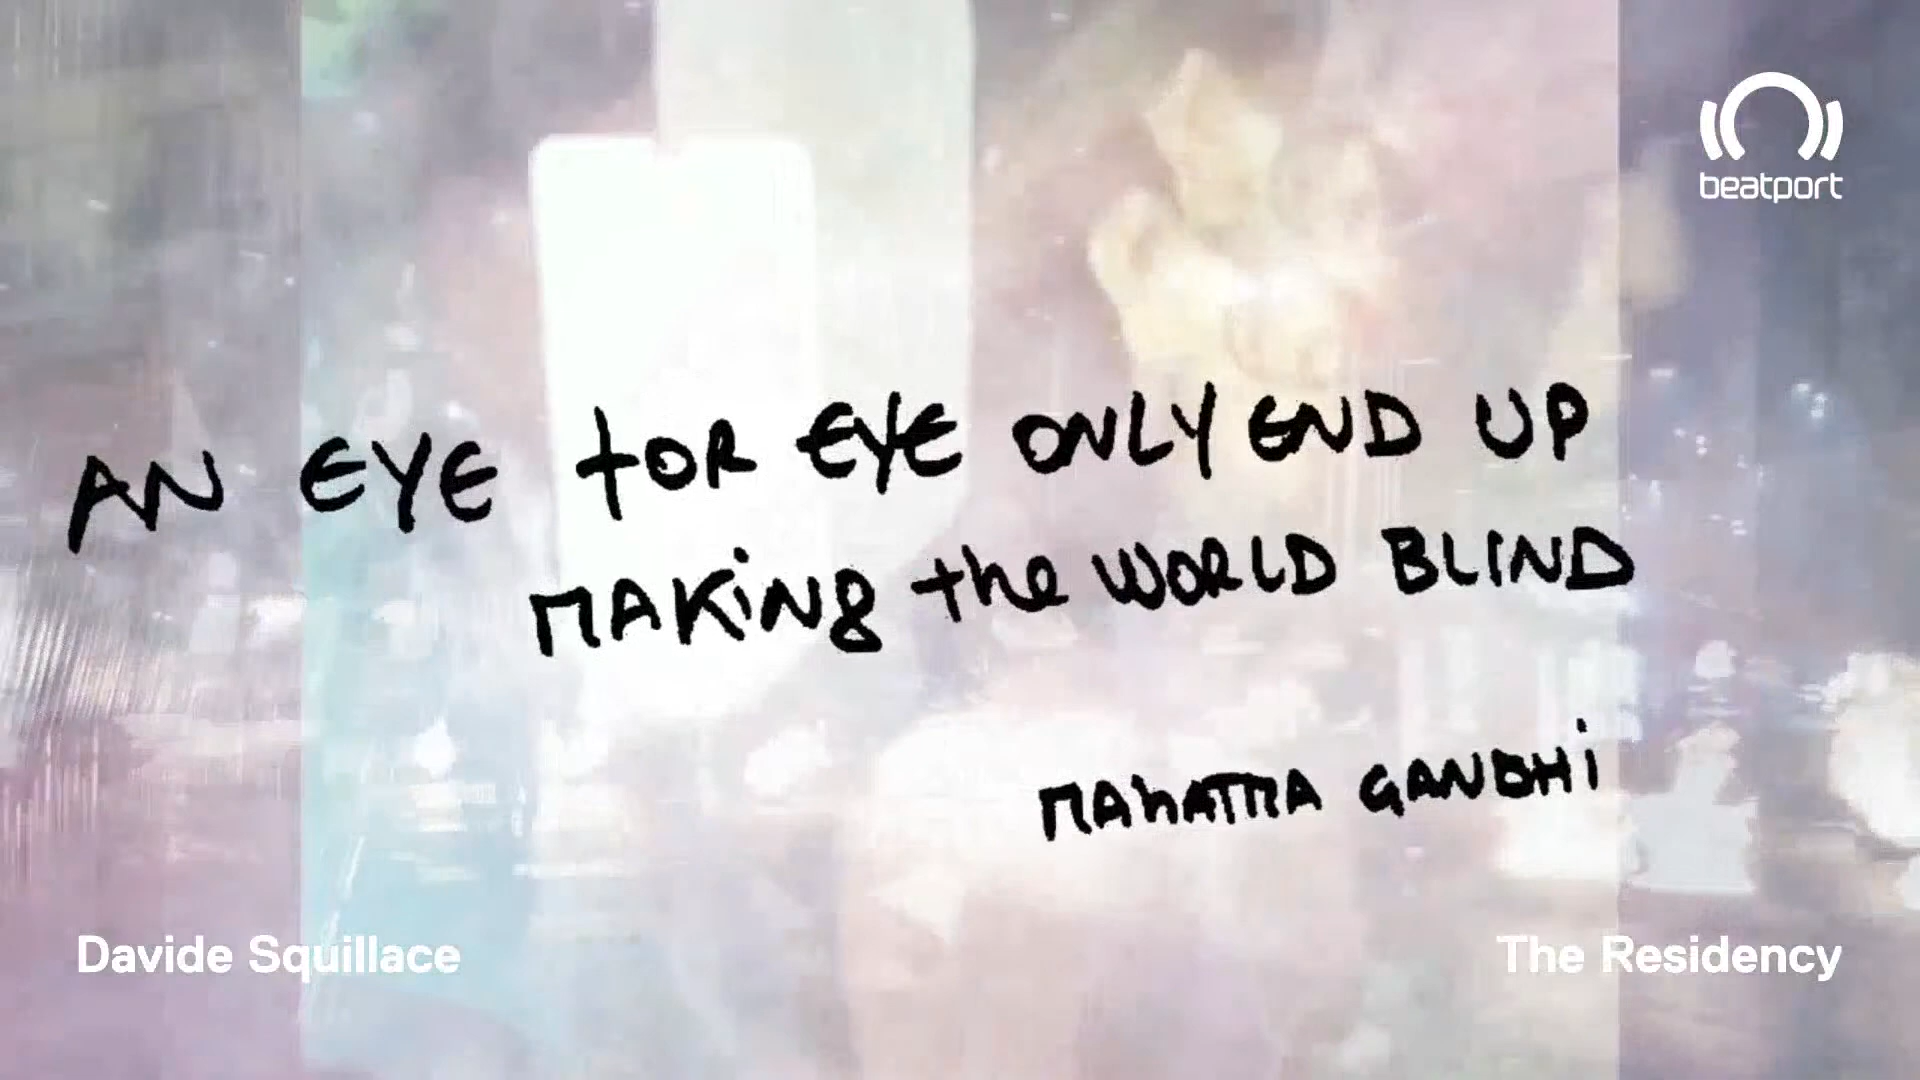 beatport
AN EYE FOR EYE ONLY END UP
MAKiNg the WORLD BLIND
MAhATMA GANDHi
Davide Squillace
The Residency